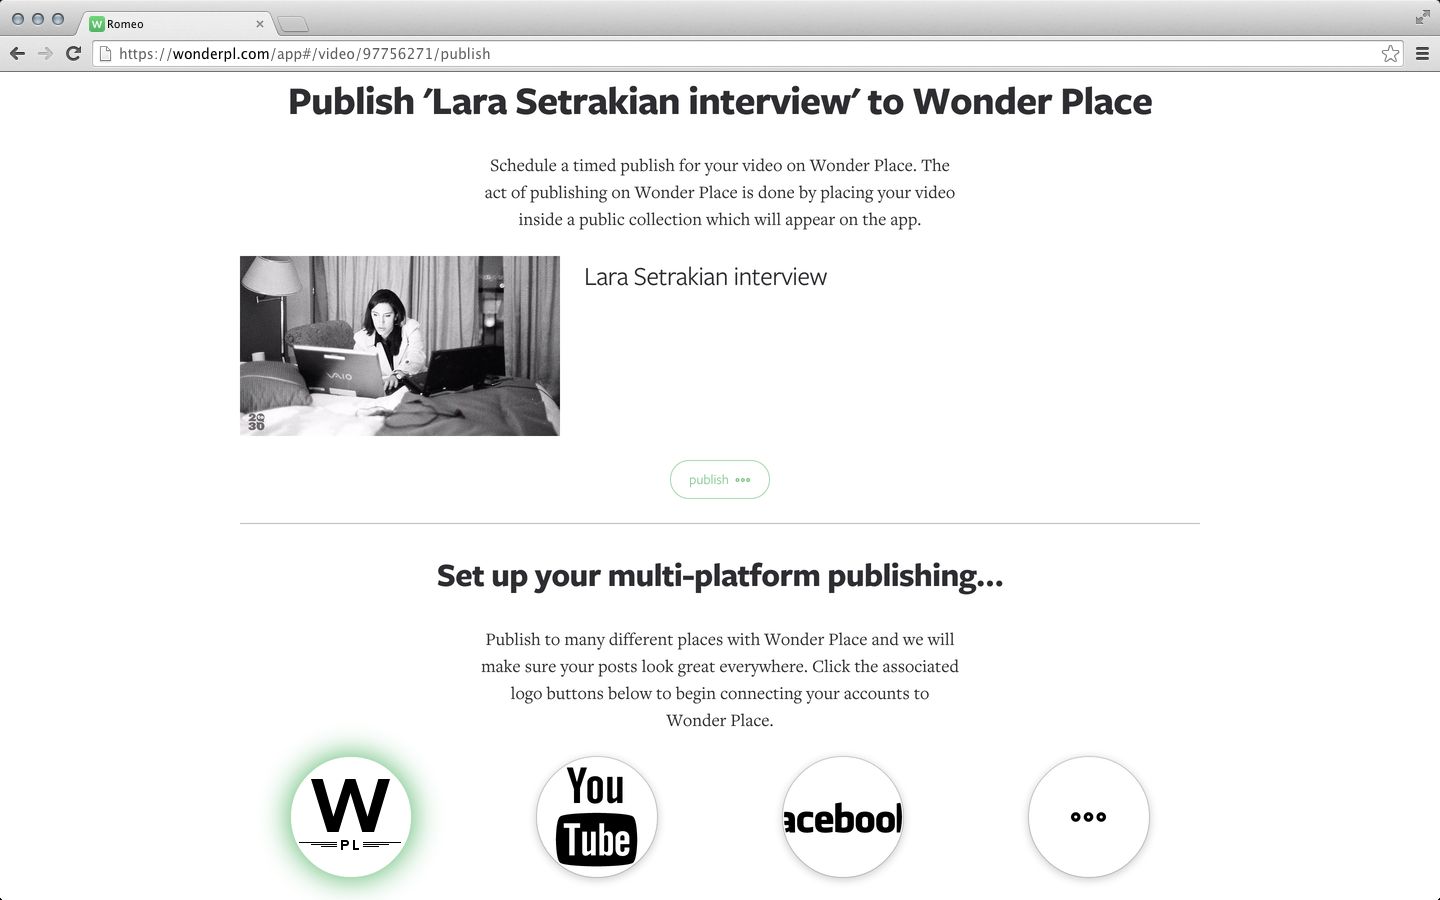 W Romeo
https://wonderpl.com/app#/video/97756271/publish
Publish 'Lara Setrakian interview' to Wonder Place
Schedule a timed publish for your video on Wonder Place. The
act of publishing on Wonder Place is done by placing your video
inside a public collection which will appear on the app.
Lara Setrakian interview
VAIO
20
30
publish
Set up your multi-platform publishing...
Publish to many different places with Wonder Place and we will
make sure your posts look great everywhere. Click the associated
logo buttons below to begin connecting your accounts to
Wonder Place.
W
PL
You
Tube
acebook